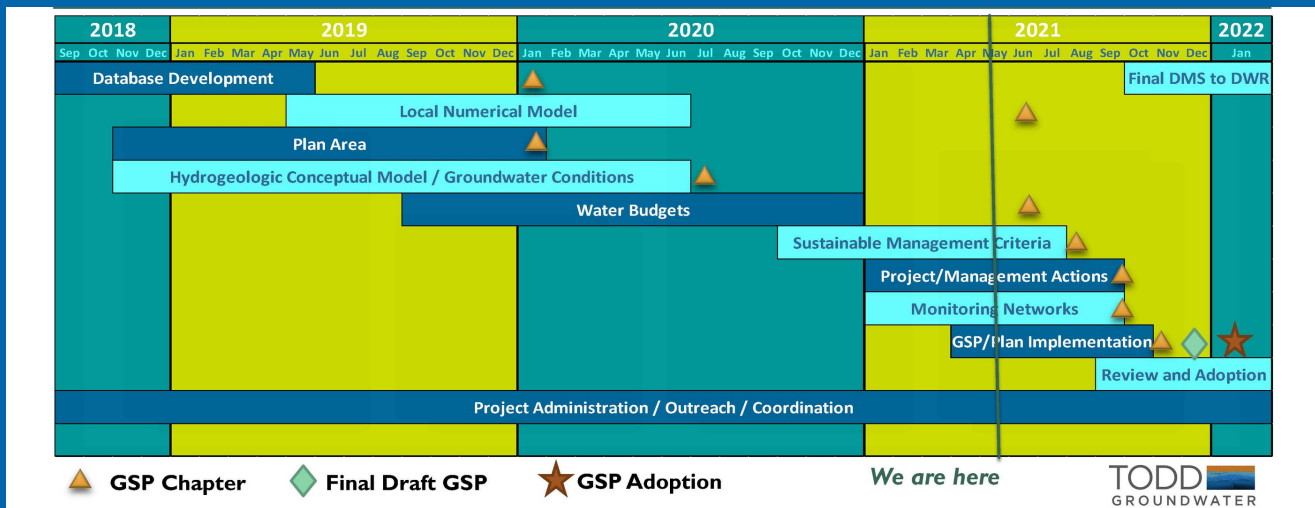 2018 2019 2020 2021 2022
Sep Oct Nov Dec Jan Feb Mar Apr May Jun Jul Aug Sep Oct Nov Dec Jan Feb Mar Apr May Jun Jul Aug Sep Oct Nov Dec Jan Feb Mar Apr May Jun Jul Aug Sep Oct Nov Dec Jan
Database Development Final DMS to DWR
Local Numerical Model
Plan Area
Hydrogeologic Conceptual Model / Groundwater Conditions
Water Budgets
Sustainable Management Criteria
Project/Management Actions
Monitoring Networks
GSP/Plan Implementation
Review and Adoption
Project Administration / Outreach / Coordination
GSP Chapter Final Draft GSP GSP Adoption We are here TODD
GROUNDWATER